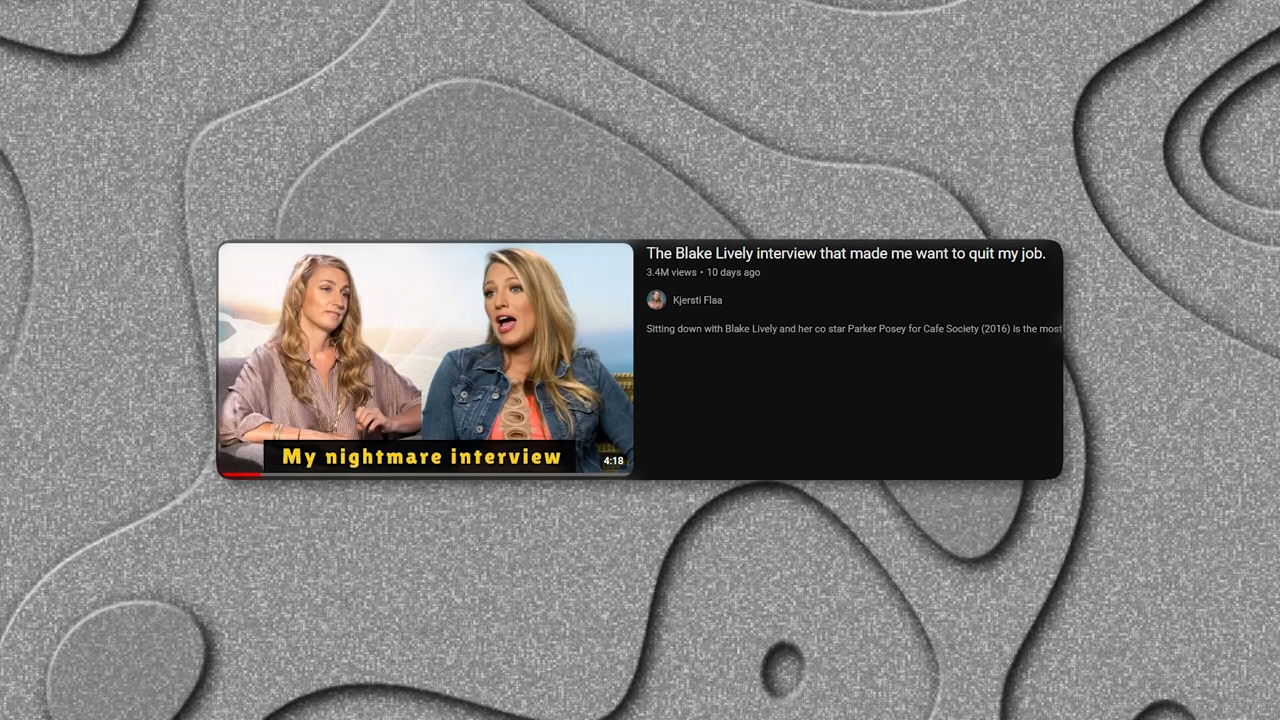 My nightmare interview
4:18
The Blake Lively interview that made me want to quit my job.
3.4M views • 10 days ago
Kjersti Flaa
Sitting down with Blake Lively and her co star Parker Posey for Cafe Society (2016) is the most